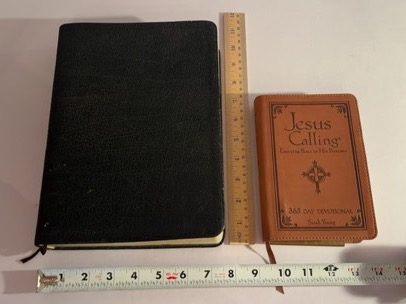 Jesus
Calling®
Enjoying Peace in His Presence
365 DAY DEVOTIONAL
Sarah Young
1 2 3 4 5 6 7 8 9 10 11 12 13 14 15